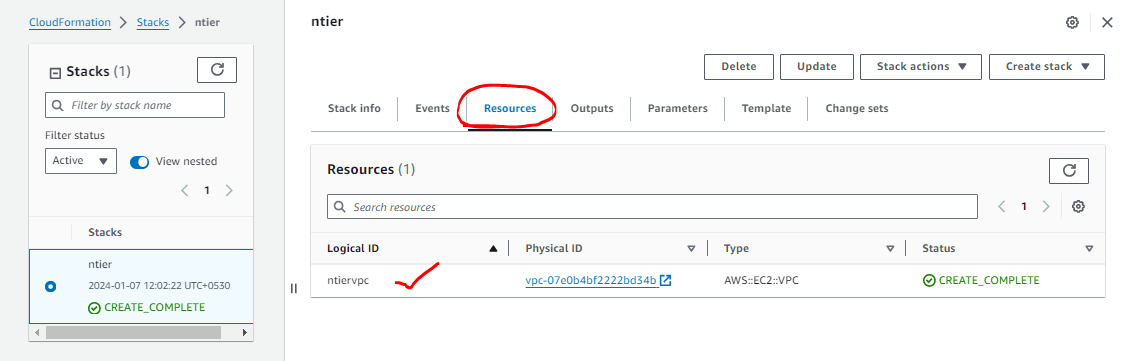 CloudFormation > Stacks > ntier
Stacks (1)
Filter by stack name
Filter status
Active
View nested
1
Stacks
ntier
2024-01-07 12:02:22 UTC+0530
CREATE_COMPLETE
ntier
Delete
Update
Stack actions
Create stack
Stack info
Events
Resources
Outputs
Parameters
Template
Change sets
Resources (1)
Search resources
1
Logical ID
Physical ID
Type
Status
ntiervpc
vpc-07e0b4bf2222bd34b
AWS::EC2::VPC
CREATE_COMPLETE